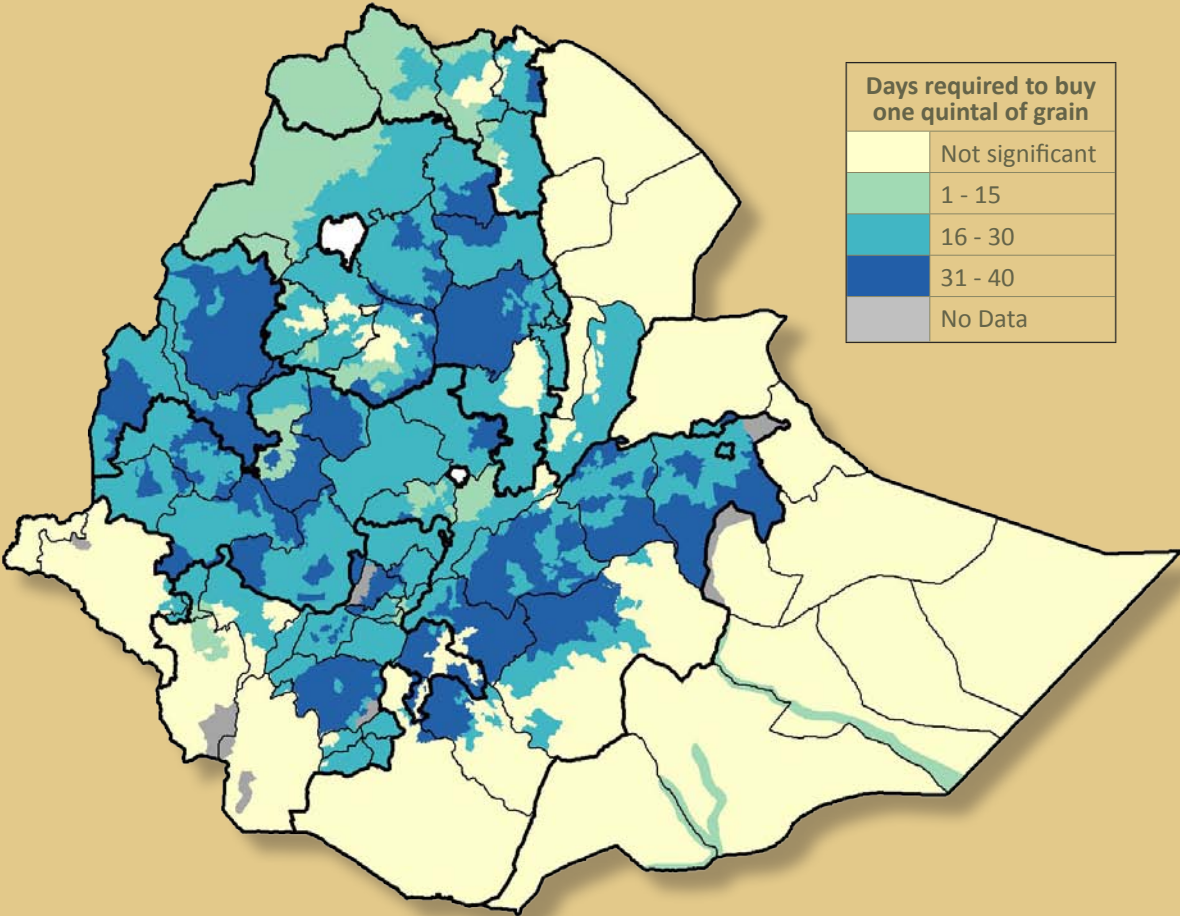 Days required to buy
one quintal of grain
Not significant
1 - 15
16 - 30
31 - 40
No Data